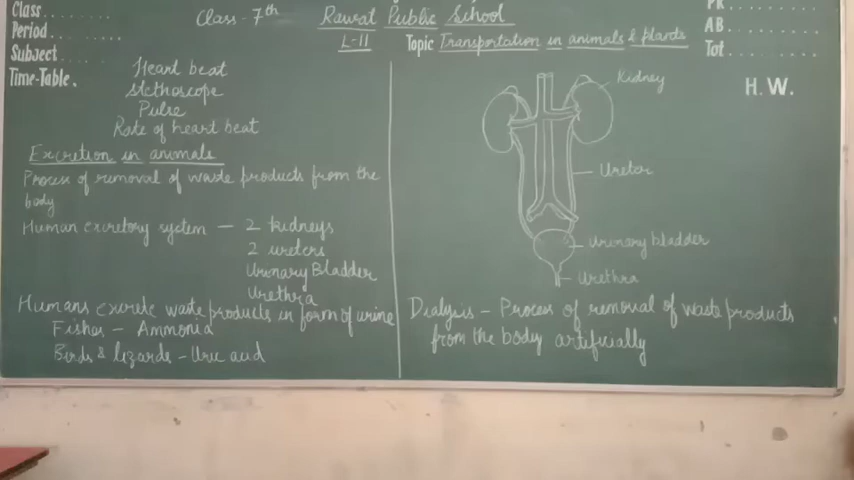 Class........
Period..........
Subject.....
Time-Table.
Class - 7th
Rawat Public School
L-11
Topic Transportation in animals & plants
PR........
AB........
Tot........
H.W.
Heart beat
Stethoscope
Pulse
Rate of heart beat
Excretion in animals
Process of removal of waste products from the
body
Human excretory system — 2 kidneys
2 ureters
Urinary Bladder
Urethra
Humans excrete waste products in form of urine
Fishes - Ammonia
Birds & lizards - Uric acid
Kidney
Ureter
Urinary bladder
Urethra
Dialysis - Process of removal of waste products
from the body artificially